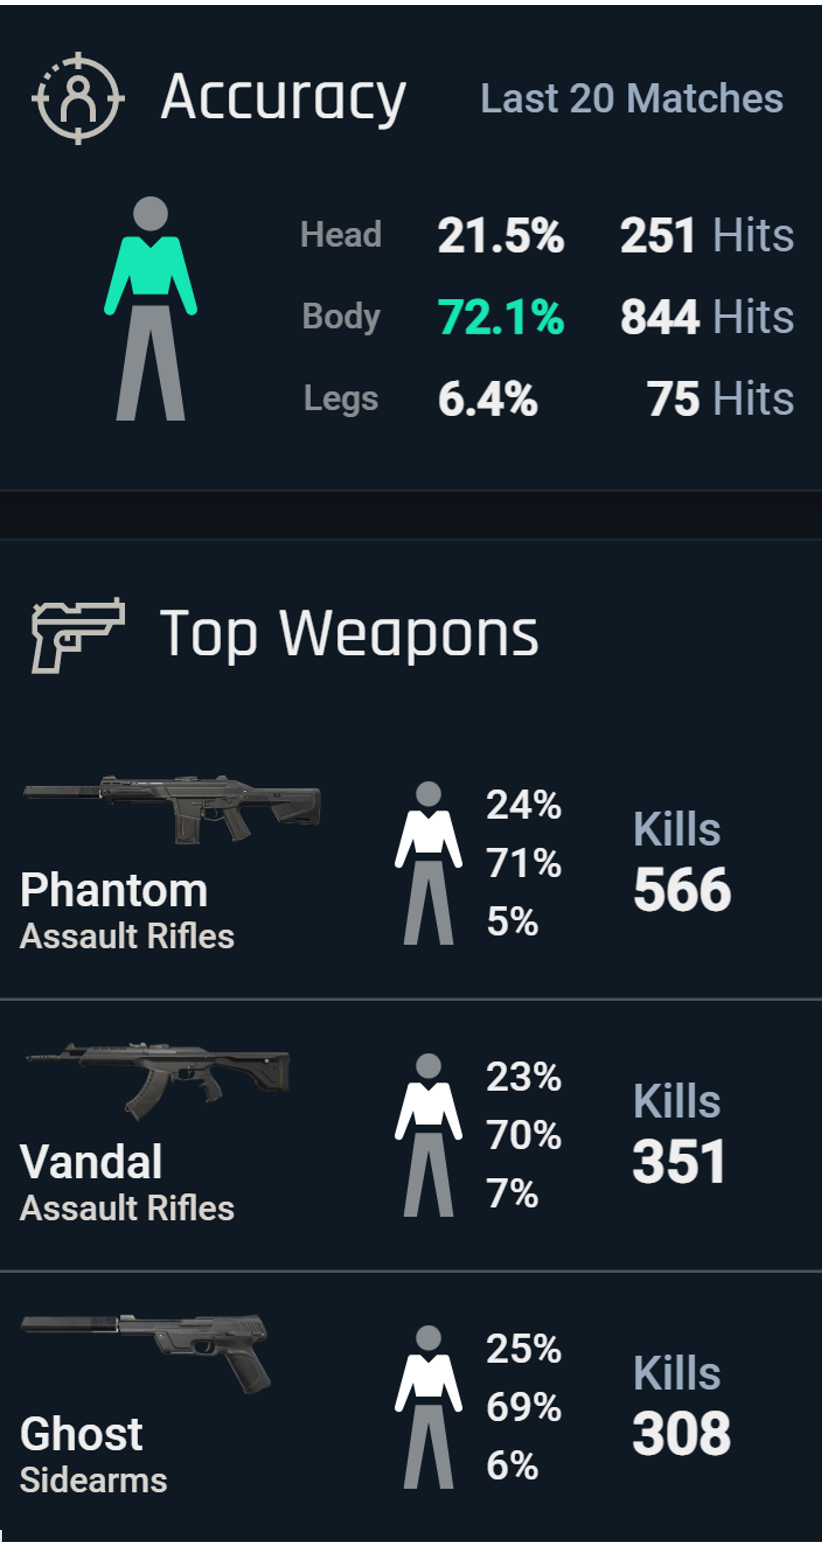 Accuracy Last 20 Matches
Head 21.5% 251 Hits
Body 72.1% 844 Hits
Legs 6.4% 75 Hits
Top Weapons
Phantom
Assault Rifles
24%
71%
5%
Kills
566
Vandal
Assault Rifles
23%
70%
7%
Kills
351
Ghost
Sidearms
25%
69%
6%
Kills
308